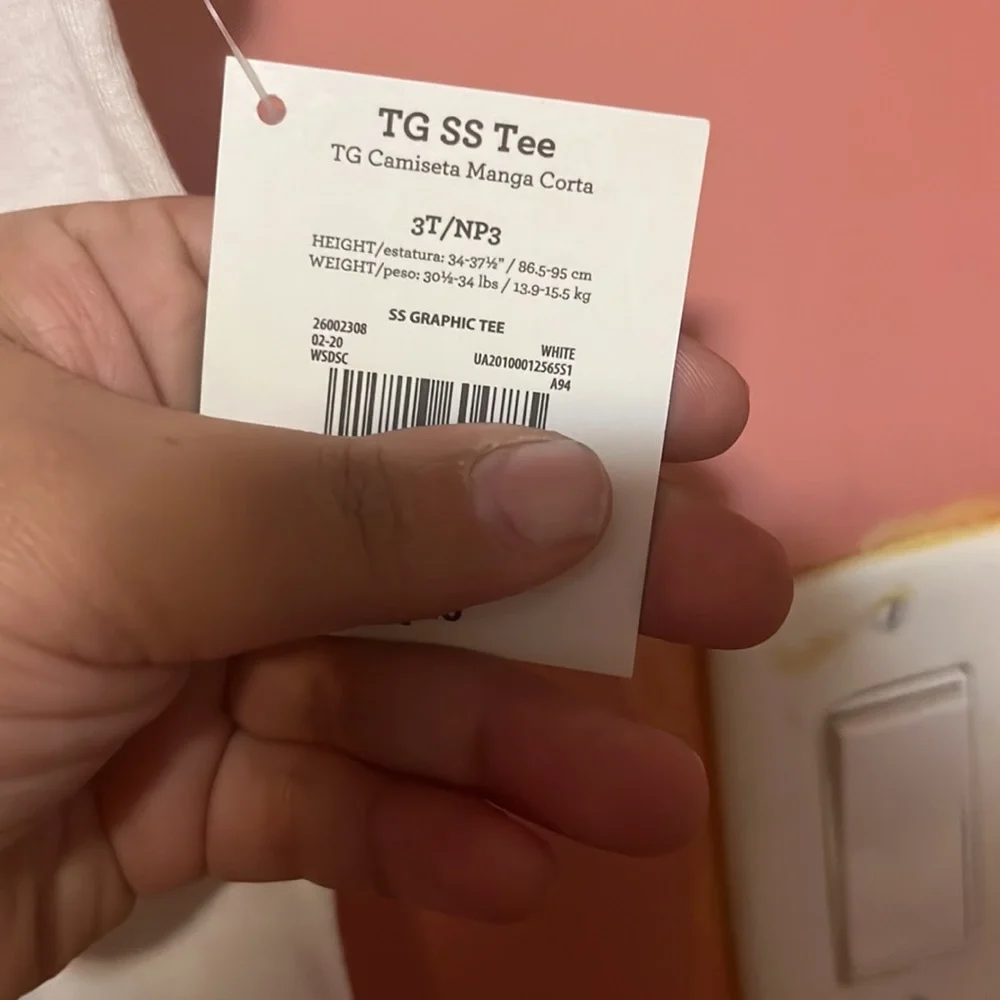 TG SS Tee
TG Camiseta Manga Corta
3T/NP3
HEIGHT/estatura: 34-37½" / 86.5-95 cm
WEIGHT/peso: 30½-34 lbs / 13.9-15.5 kg
SS GRAPHIC TEE
26002308
WHITE
02-20
UA20100012565S1
WSDSC
A94